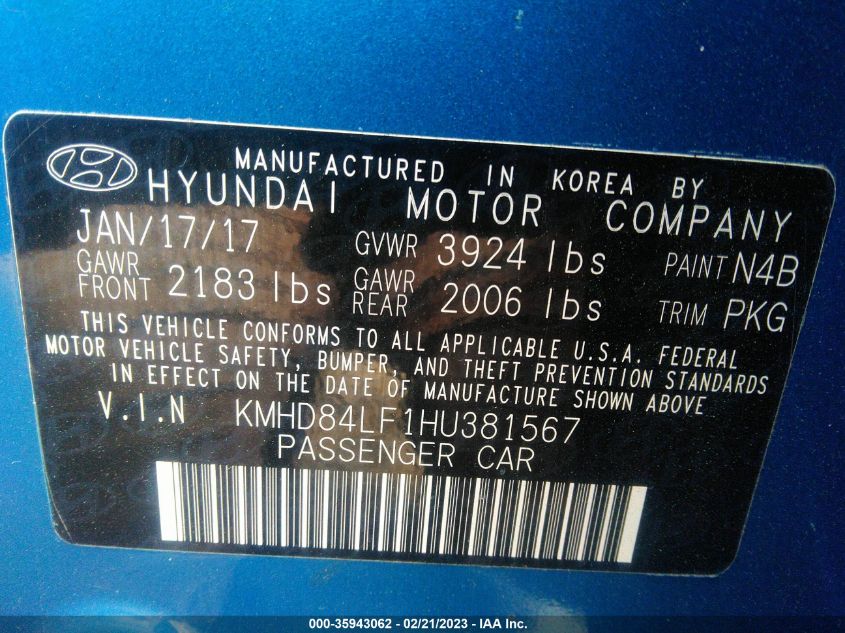 MANUFACTURED IN KOREA BY
HYUNDAI MOTOR COMPANY
JAN/17/17 GVWR 3924 lbs PAINT N4B
GAWR FRONT 2183 lbs GAWR REAR 2006 lbs TRIM PKG
THIS VEHICLE CONFORMS TO ALL APPLICABLE U.S.A. FEDERAL
MOTOR VEHICLE SAFETY, BUMPER, AND THEFT PREVENTION STANDARDS
IN EFFECT ON THE DATE OF MANUFACTURE SHOWN ABOVE
V.I.N KMHD84LF1HU381567
PASSENGER CAR
000-35943062 - 02/21/2023 - IAA Inc.